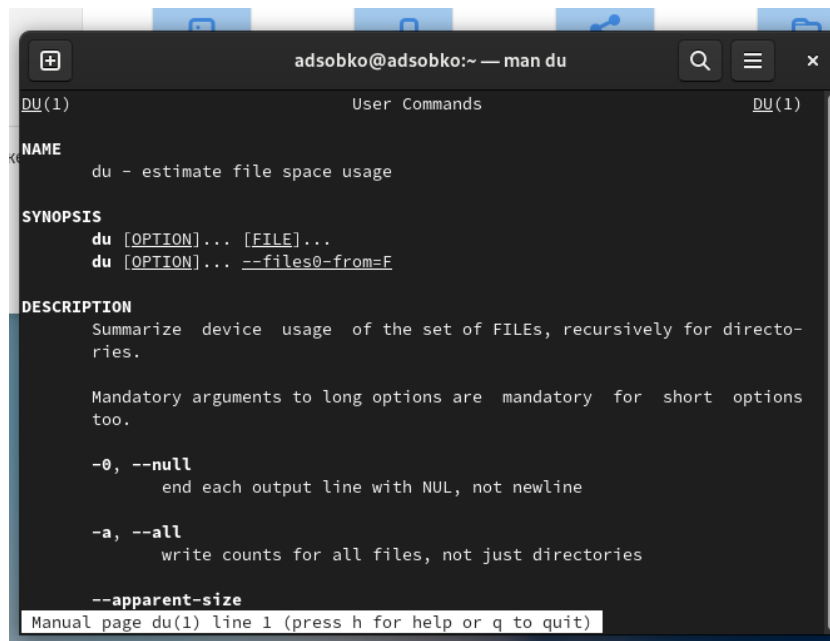 adsobko@adsobko:~ — man du
DU(1) User Commands DU(1)
NAME
du - estimate file space usage
SYNOPSIS
du [OPTION]... [FILE]...
du [OPTION]... --files0-from=F
DESCRIPTION
Summarize device usage of the set of FILEs, recursively for directo-
ries.
Mandatory arguments to long options are mandatory for short options
too.
-0, --null
end each output line with NUL, not newline
-a, --all
write counts for all files, not just directories
--apparent-size
Manual page du(1) line 1 (press h for help or q to quit)